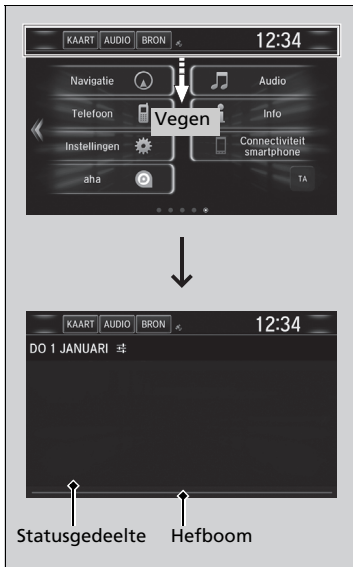 KAART AUDIO BRON 12:34
Navigatie Audio
Telefoon Info
Vegen
Instellingen Connectiviteit
smartphone
aha TA
KAART AUDIO BRON 12:34
DO 1 JANUARI
Statusgedeelte Hefboom